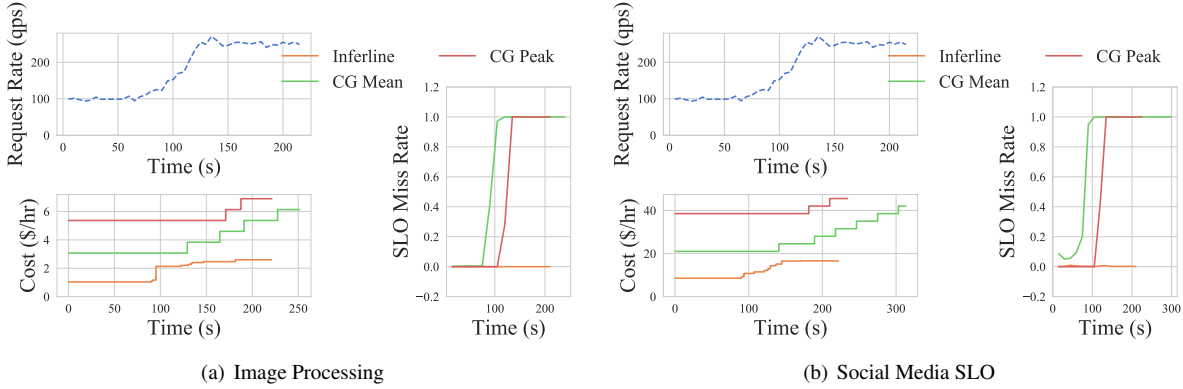 Request Rate (qps)
200
100
0
0 50 100 150 200
Time (s)
Inferline
CG Mean
CG Peak
Cost ($/hr)
6
4
2
0
0 50 100 150 200 250
Time (s)
SLO Miss Rate
1.2
1.0
0.8
0.6
0.4
0.2
0.0
−0.2
100 200
Time (s)
(a) Image Processing
Request Rate (qps)
200
100
0
0 50 100 150 200
Time (s)
Inferline
CG Mean
CG Peak
Cost ($/hr)
40
20
0
0 100 200 300
Time (s)
SLO Miss Rate
1.2
1.0
0.8
0.6
0.4
0.2
0.0
−0.2
0 100 200 300
Time (s)
(b) Social Media SLO